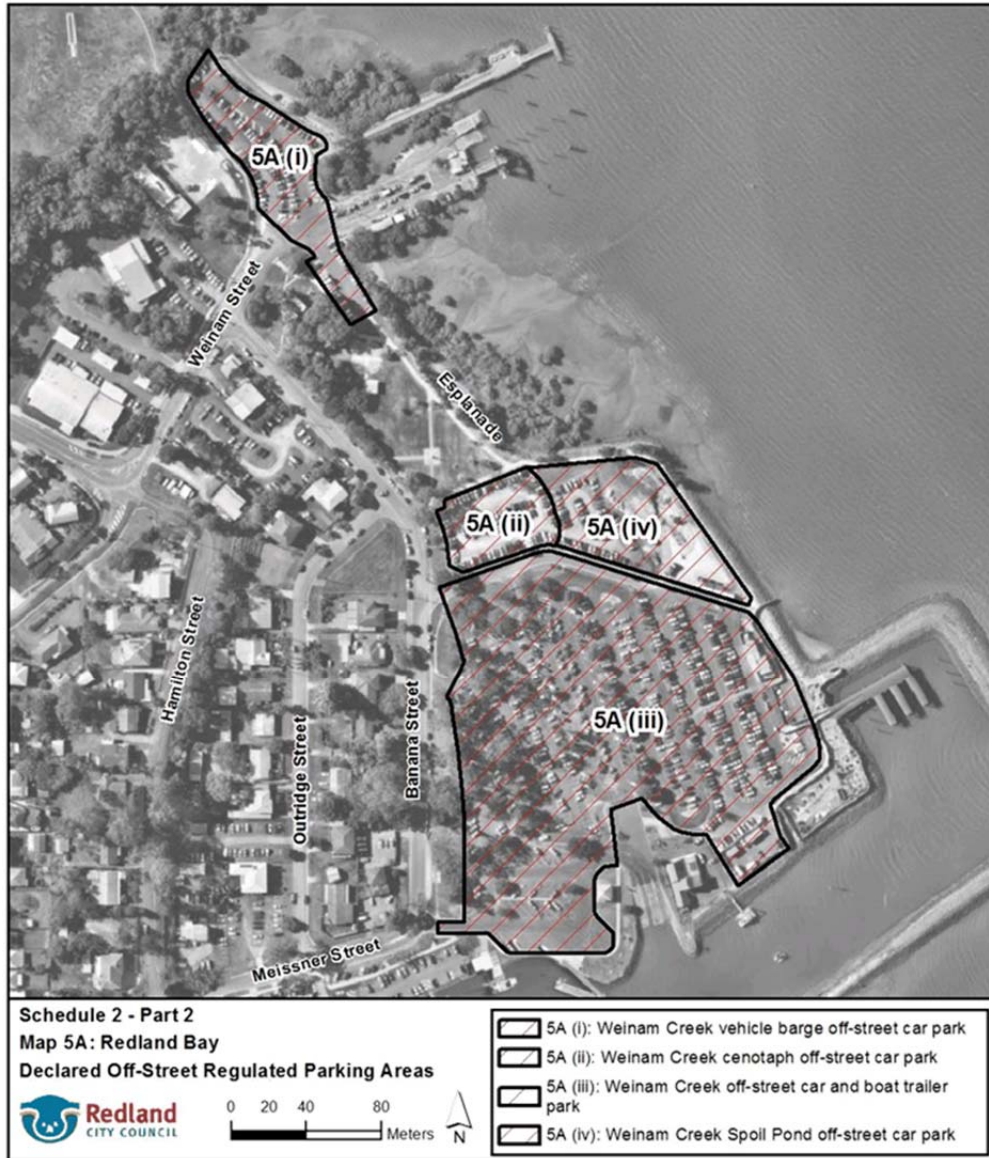 5A (i)
Weinam Street
Esplanade
5A (ii)
5A (iv)
Hamilton Street
Outridge Street
Banana Street
5A (iii)
Meissner Street
Schedule 2 - Part 2
Map 5A: Redland Bay
Declared Off-Street Regulated Parking Areas
Redland
CITY COUNCIL
0 20 40 80
Meters
N
5A (i): Weinam Creek vehicle barge off-street car park
5A (ii): Weinam Creek cenotaph off-street car park
5A (iii): Weinam Creek off-street car and boat trailer
park
5A (iv): Weinam Creek Spoil Pond off-street car park